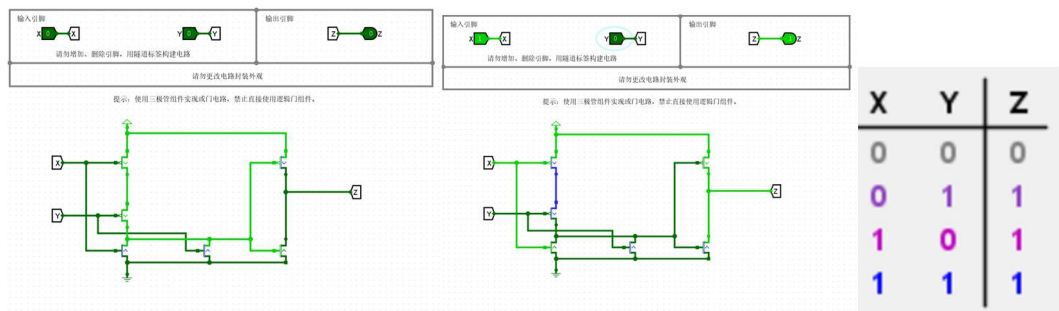 输入引脚
输出引脚
X 0 X
Y 0 Y
Z 0 Z
请勿增加、删除引脚，用隧道标签构建电路
请勿更改电路封装外观
提示：使用三极管组件实现或门电路，禁止直接使用逻辑门组件。
X
Y
Z
输入引脚
输出引脚
X 1 X
Y 0 Y
Z 1 Z
请勿增加、删除引脚，用隧道标签构建电路
请勿更改电路封装外观
提示：使用三极管组件实现或门电路，禁止直接使用逻辑门组件。
X
Y
Z
X Y Z
0 0 0
0 1 1
1 0 1
1 1 1